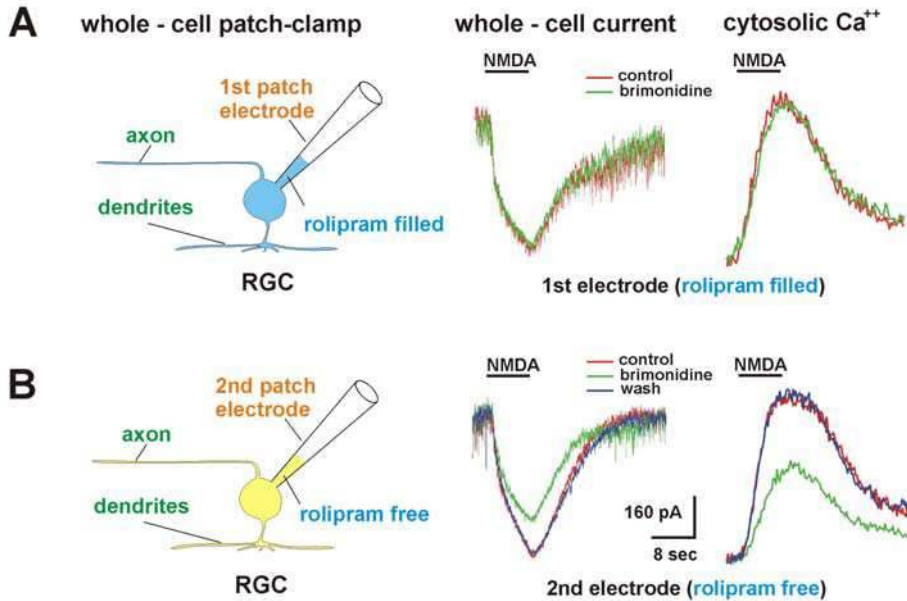 A
whole - cell patch-clamp
whole - cell current
cytosolic Ca++
1st patch
electrode
axon
dendrites
rolipram filled
RGC
NMDA
control
brimonidine
NMDA
1st electrode (rolipram filled)
B
2nd patch
electrode
axon
dendrites
rolipram free
RGC
NMDA
control
brimonidine
wash
NMDA
160 pA
8 sec
2nd electrode (rolipram free)